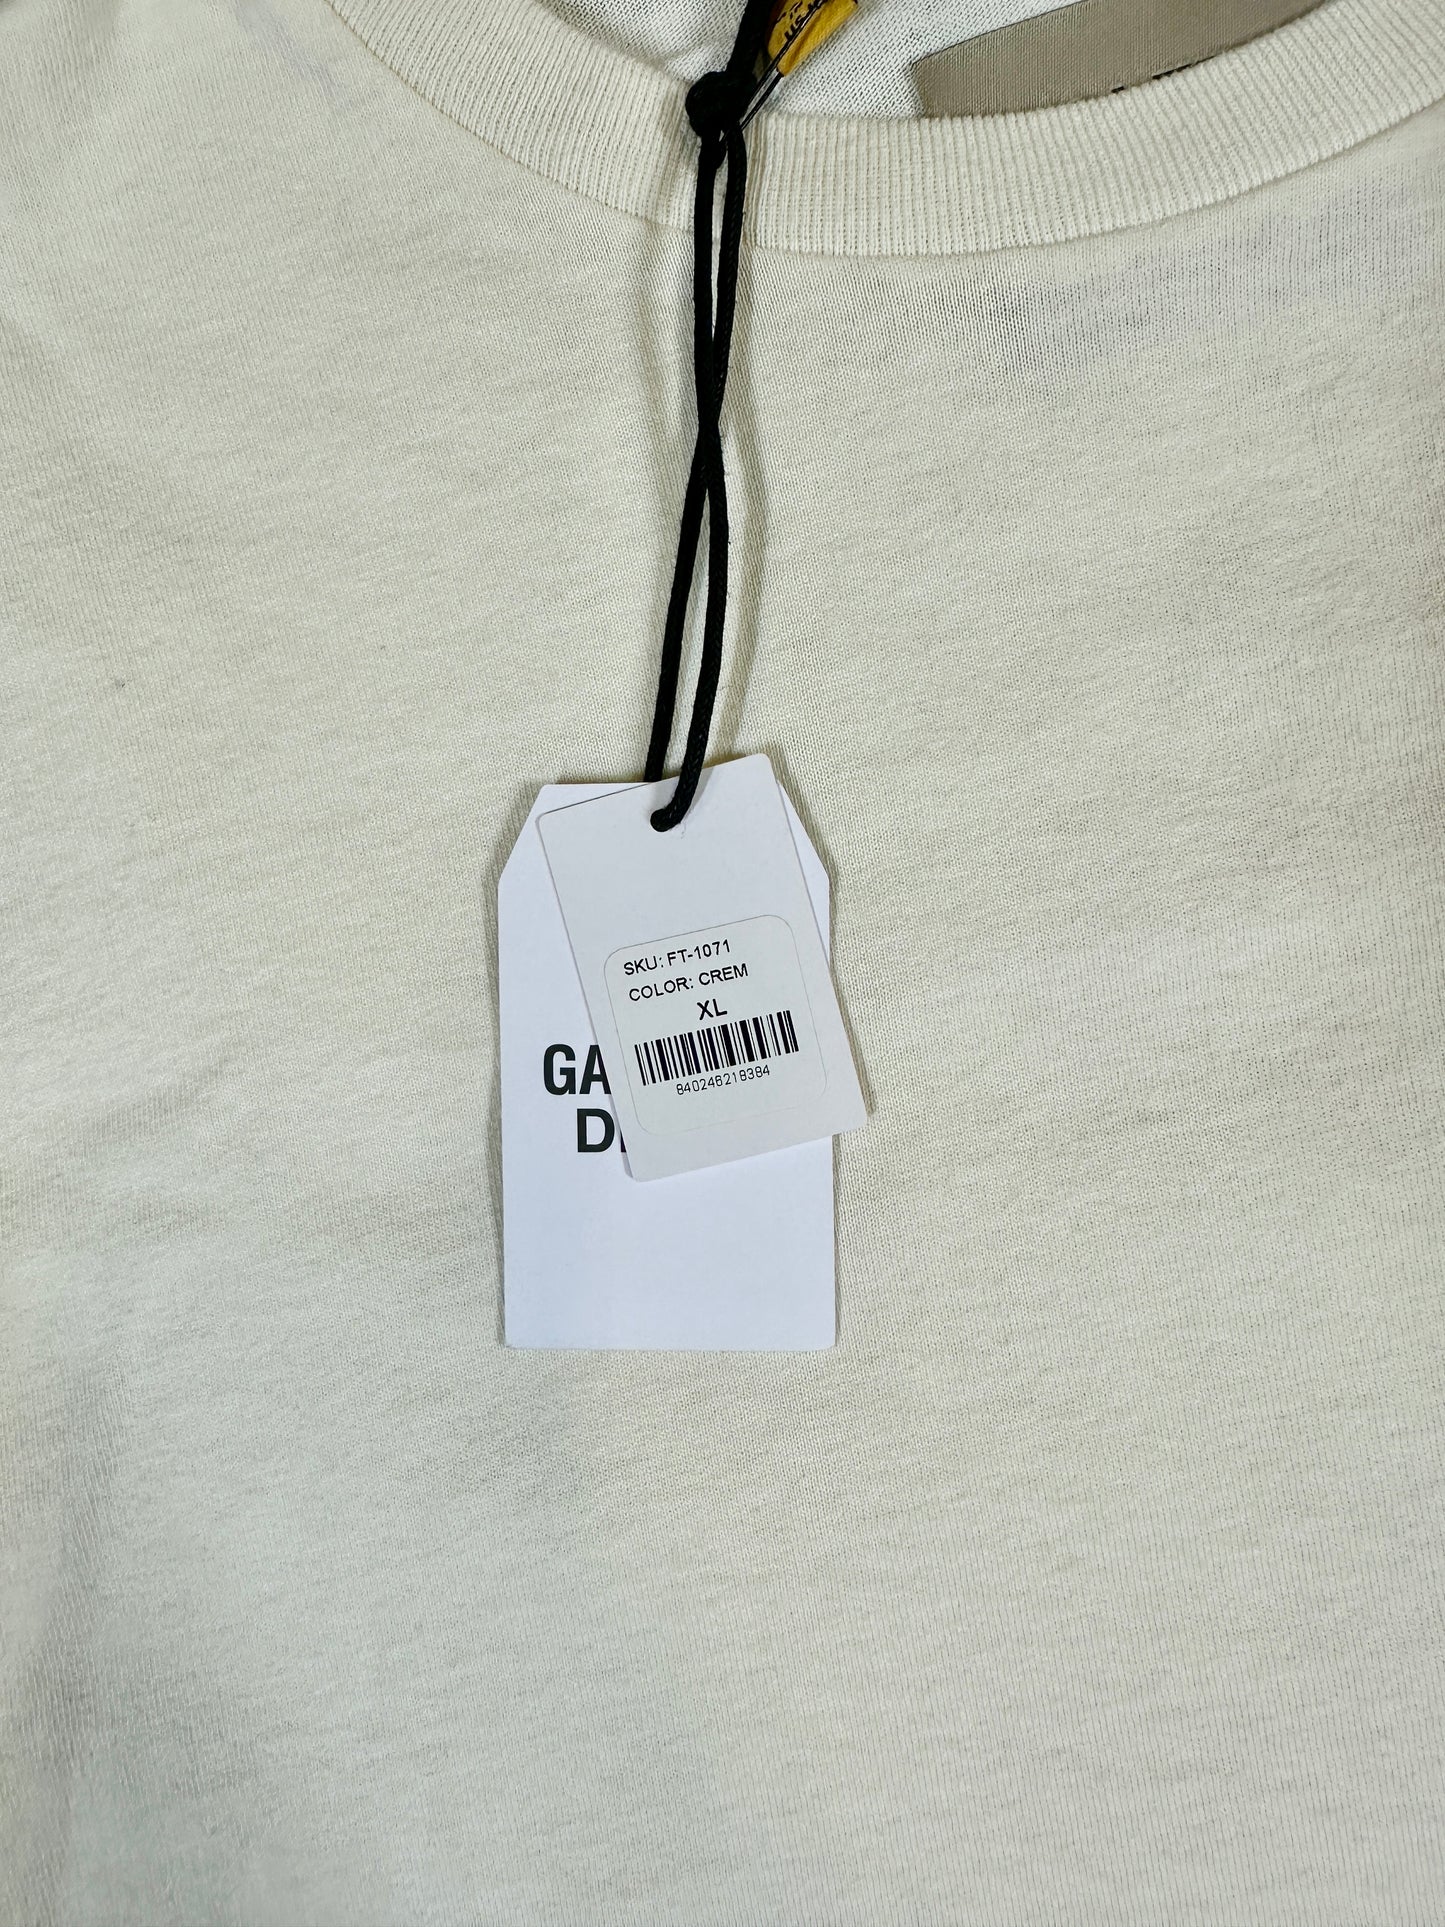 SKU: FT-1071
COLOR: CREM
XL
840246218384
GA
D